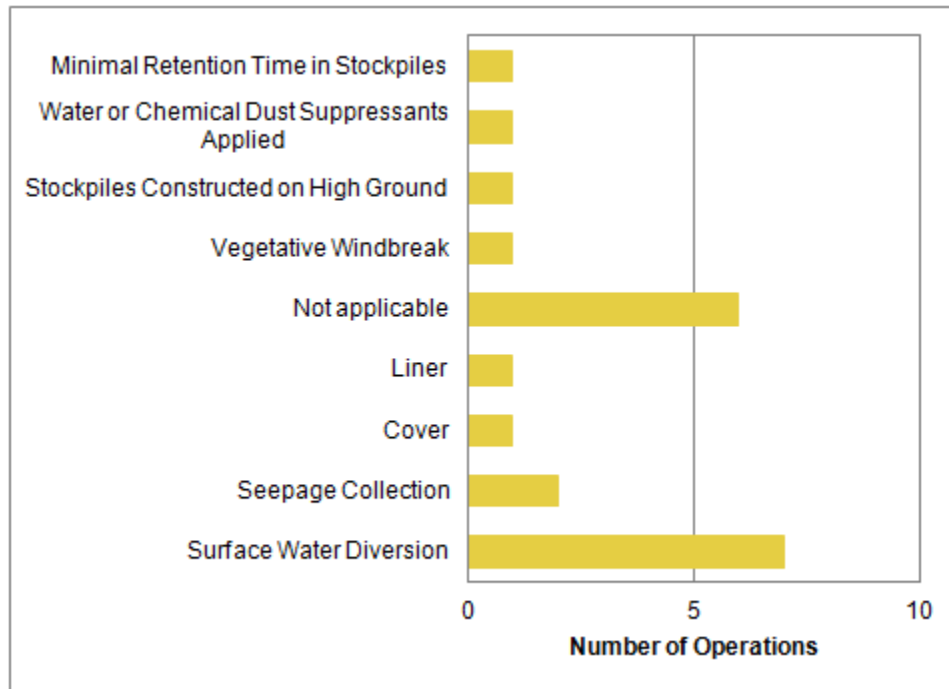 Minimal Retention Time in Stockpiles
Water or Chemical Dust Suppressants
Applied
Stockpiles Constructed on High Ground
Vegetative Windbreak
Not applicable
Liner
Cover
Seepage Collection
Surface Water Diversion
0 5 10
Number of Operations